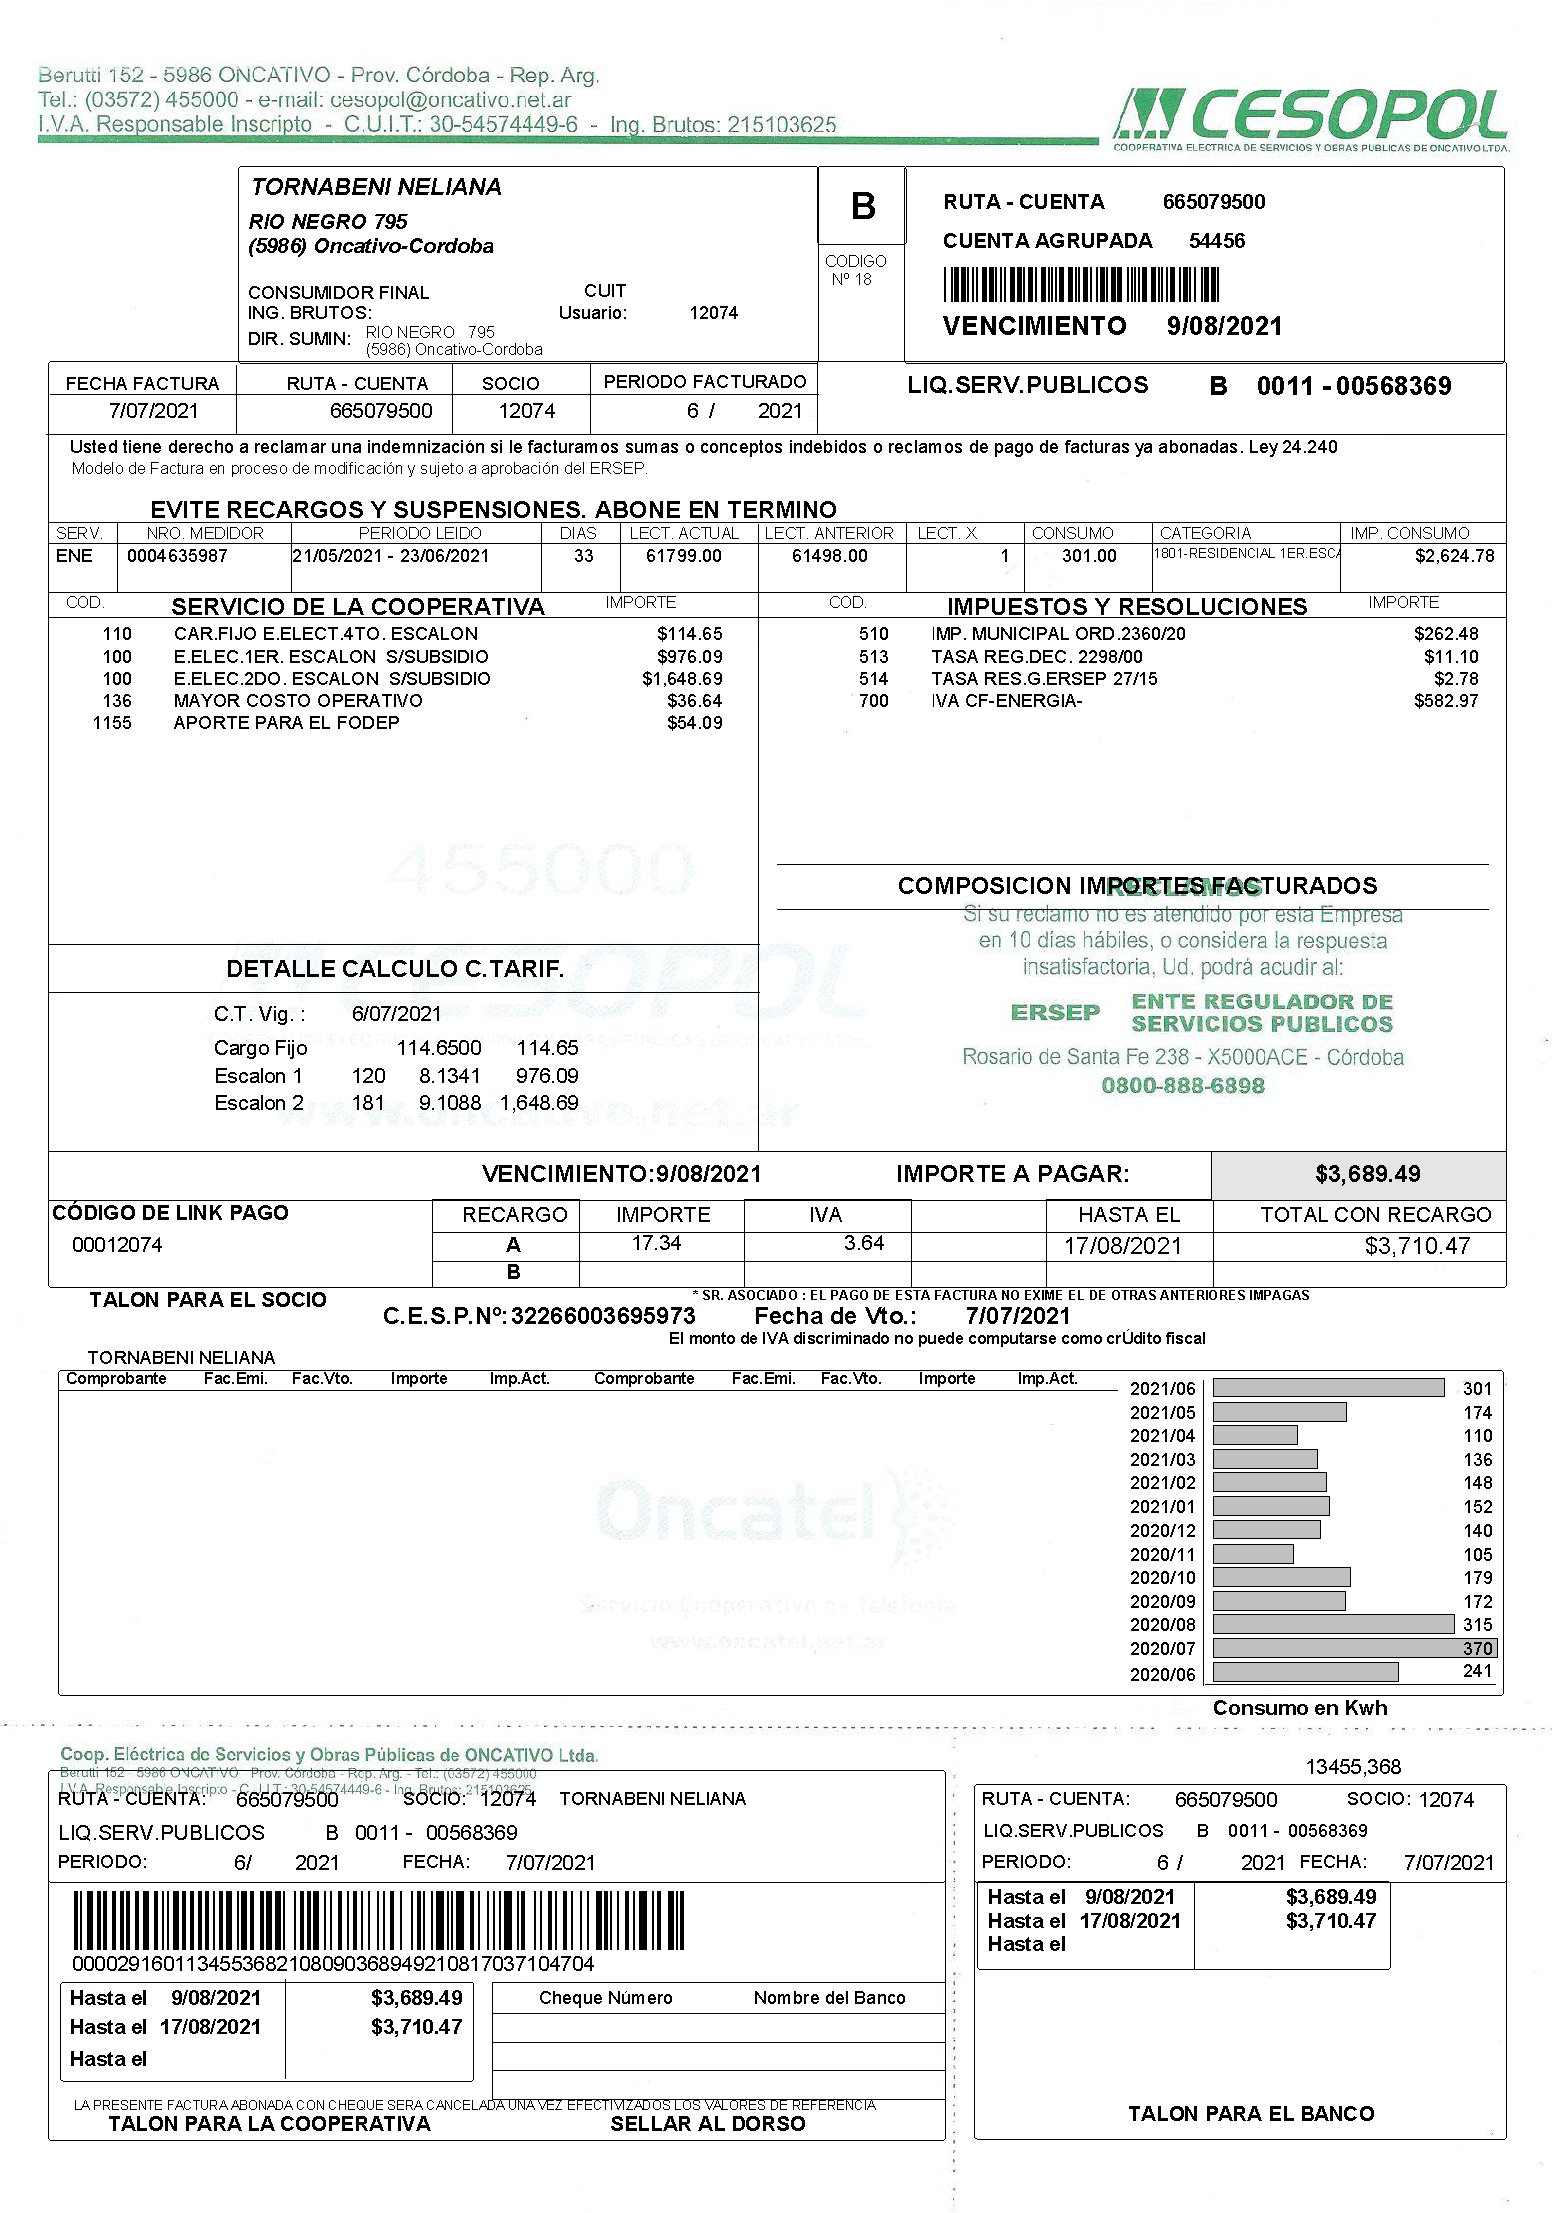 Berutti 152 - 5986 ONCATIVO - Prov. Córdoba - Rep. Arg.
Tel.: (03572) 455000 - e-mail: cesopol@oncativo.net.ar
I.V.A. Responsable Inscripto - C.U.I.T.: 30-54574449-6 - Ing. Brutos: 215103625
CESOPOL
COOPERATIVA ELECTRICA DE SERVICIOS Y OBRAS PUBLICAS DE ONCATIVO LTDA.
TORNABENI NELIANA
RIO NEGRO 795
(5986) Oncativo-Cordoba
CONSUMIDOR FINAL CUIT
ING. BRUTOS: Usuario: 12074
DIR. SUMIN: RIO NEGRO 795
(5986) Oncativo-Cordoba
B
CODIGO
Nº 18
RUTA - CUENTA 665079500
CUENTA AGRUPADA 54456
VENCIMIENTO 9/08/2021
FECHA FACTURA RUTA - CUENTA SOCIO PERIODO FACTURADO
7/07/2021 665079500 12074 6 / 2021
LIQ.SERV.PUBLICOS B 0011 - 00568369
Usted tiene derecho a reclamar una indemnización si le facturamos sumas o conceptos indebidos o reclamos de pago de facturas ya abonadas. Ley 24.240
Modelo de Factura en proceso de modificación y sujeto a aprobación del ERSEP.
EVITE RECARGOS Y SUSPENSIONES. ABONE EN TERMINO
SERV. NRO. MEDIDOR PERIODO LEIDO DIAS LECT. ACTUAL LECT. ANTERIOR LECT. X CONSUMO CATEGORIA IMP. CONSUMO
ENE 0004635987 21/05/2021 - 23/06/2021 33 61799.00 61498.00 1 301.00 1801-RESIDENCIAL 1ER.ESCA $2,624.78
COD. SERVICIO DE LA COOPERATIVA IMPORTE
110 CAR.FIJO E.ELECT.4TO. ESCALON $114.65
100 E.ELEC.1ER. ESCALON S/SUBSIDIO $976.09
100 E.ELEC.2DO. ESCALON S/SUBSIDIO $1,648.69
136 MAYOR COSTO OPERATIVO $36.64
1155 APORTE PARA EL FODEP $54.09
COD. IMPUESTOS Y RESOLUCIONES IMPORTE
510 IMP. MUNICIPAL ORD.2360/20 $262.48
513 TASA REG.DEC. 2298/00 $11.10
514 TASA RES.G.ERSEP 27/15 $2.78
700 IVA CF-ENERGIA- $582.97
455000
CESOPOL
www.oncativo.net.ar
COMPOSICION IMPORTES FACTURADOS
RECLAMOS
Si su reclamo no es atendido por esta Empresa
en 10 días hábiles, o considera la respuesta
insatisfactoria, Ud. podrá acudir al:
ERSEP ENTE REGULADOR DE
SERVICIOS PUBLICOS
Rosario de Santa Fe 238 - X5000ACE - Córdoba
0800-888-6898
DETALLE CALCULO C.TARIF.
C.T. Vig. : 6/07/2021
Cargo Fijo 114.6500 114.65
Escalon 1 120 8.1341 976.09
Escalon 2 181 9.1088 1,648.69
VENCIMIENTO:9/08/2021 IMPORTE A PAGAR: $3,689.49
CÓDIGO DE LINK PAGO
00012074
RECARGO IMPORTE IVA HASTA EL TOTAL CON RECARGO
A 17.34 3.64 17/08/2021 $3,710.47
B
TALON PARA EL SOCIO
* SR. ASOCIADO : EL PAGO DE ESTA FACTURA NO EXIME EL DE OTRAS ANTERIORES IMPAGAS
C.E.S.P.Nº: 32266003695973 Fecha de Vto.: 7/07/2021
El monto de IVA discriminado no puede computarse como crÚdito fiscal
TORNABENI NELIANA
Comprobante Fac.Emi. Fac.Vto. Importe Imp.Act. Comprobante Fac.Emi. Fac.Vto. Importe Imp.Act.
2021/06 301
2021/05 174
2021/04 110
2021/03 136
2021/02 148
2021/01 152
2020/12 140
2020/11 105
2020/10 179
2020/09 172
2020/08 315
2020/07 370
2020/06 241
Consumo en Kwh
Oncatel
Servicio Cooperativo de Telefonía
www.oncatel.net.ar
Coop. Eléctrica de Servicios y Obras Públicas de ONCATIVO Ltda.
Berutti 152 - 5986 ONCATIVO - Prov. Córdoba - Rep. Arg. - Tel.: (03572) 455000
I.V.A. Responsable Inscripto - C.U.I.T.: 30-54574449-6 - Ing. Brutos: 215103625
RUTA - CUENTA: 665079500 SOCIO: 12074 TORNABENI NELIANA
LIQ.SERV.PUBLICOS B 0011 - 00568369
PERIODO: 6/ 2021 FECHA: 7/07/2021
00002916011345536821080903689492108170371 04704
Hasta el 9/08/2021 $3,689.49
Hasta el 17/08/2021 $3,710.47
Hasta el
Cheque Número Nombre del Banco
LA PRESENTE FACTURA ABONADA CON CHEQUE SERA CANCELADA UNA VEZ EFECTIVIZADOS LOS VALORES DE REFERENCIA
TALON PARA LA COOPERATIVA SELLAR AL DORSO
13455,368
RUTA - CUENTA: 665079500 SOCIO: 12074
LIQ.SERV.PUBLICOS B 0011 - 00568369
PERIODO: 6 / 2021 FECHA: 7/07/2021
Hasta el 9/08/2021 $3,689.49
Hasta el 17/08/2021 $3,710.47
Hasta el
TALON PARA EL BANCO